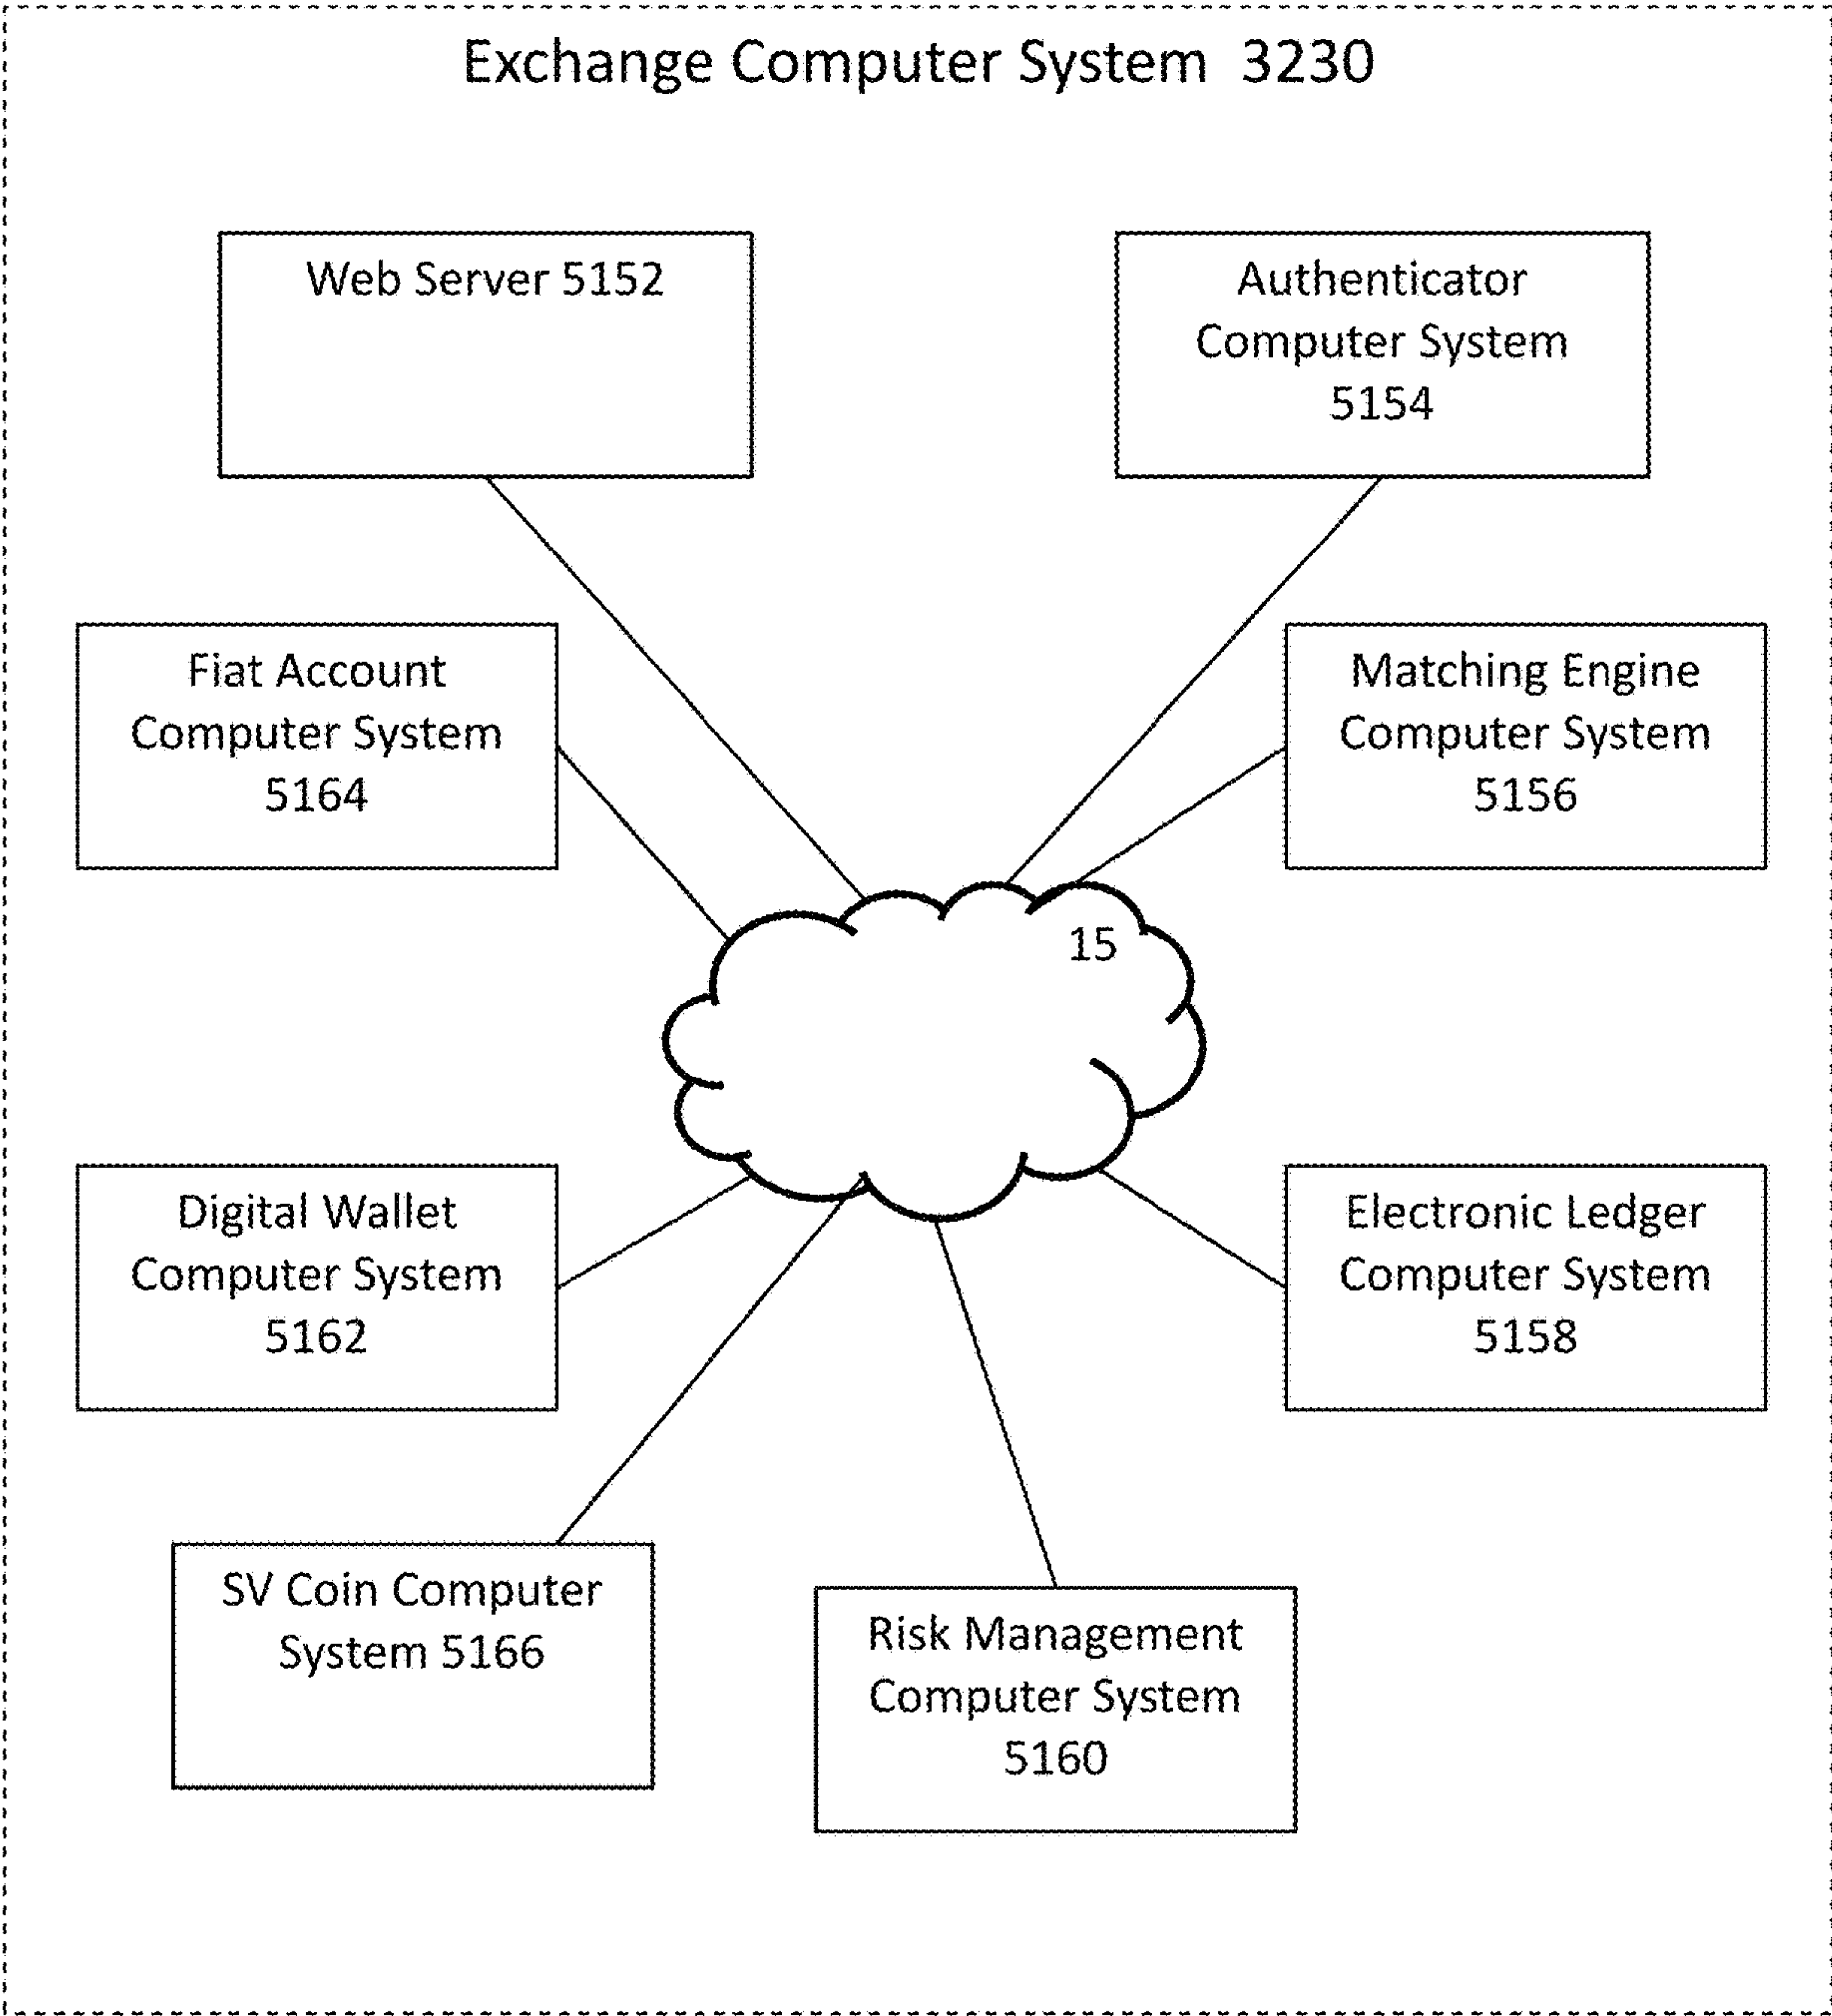 Exchange Computer System 3230
Web Server 5152
Authenticator
Computer System
5154
Fiat Account
Computer System
5164
Matching Engine
Computer System
5156
15
Digital Wallet
Computer System
5162
Electronic Ledger
Computer System
5158
SV Coin Computer
System 5166
Risk Management
Computer System
5160